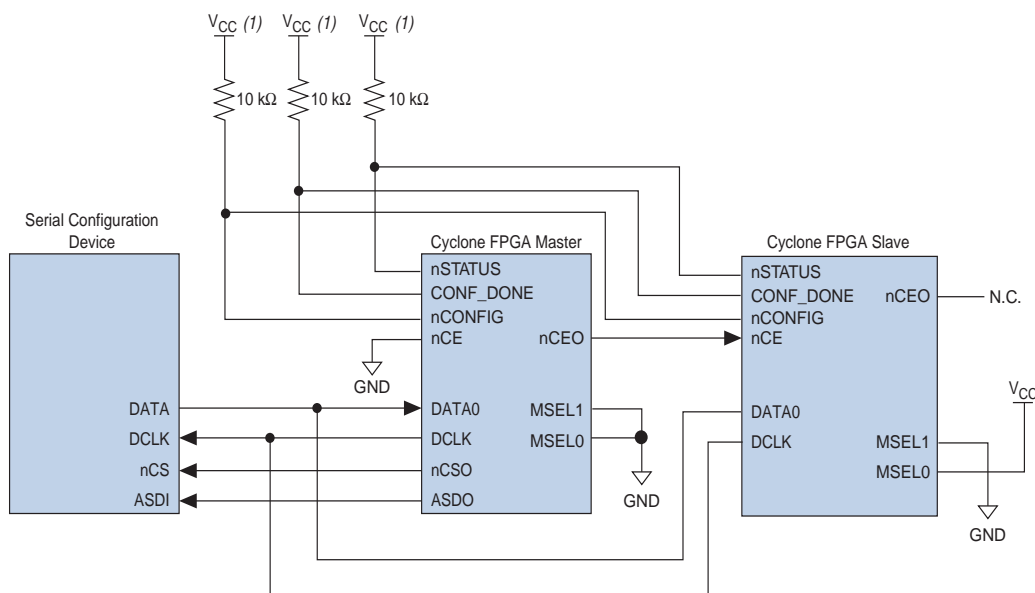 V_CC (1) V_CC (1) V_CC (1)
10 kΩ 10 kΩ 10 kΩ
Serial Configuration
Device
DATA
DCLK
nCS
ASDI
Cyclone FPGA Master
nSTATUS
CONF_DONE
nCONFIG
nCE
nCEO
GND
DATA0
DCLK
nCSO
ASDO
MSEL1
MSEL0
GND
Cyclone FPGA Slave
nSTATUS
CONF_DONE
nCONFIG
nCE
nCEO
N.C.
DATA0
DCLK
MSEL1
MSEL0
V_CC
GND